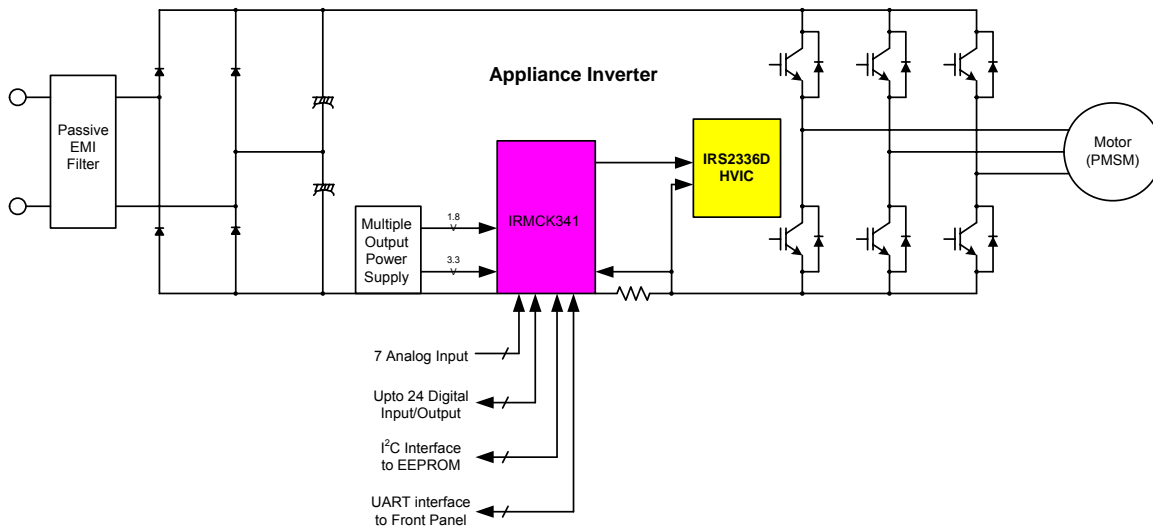 Appliance Inverter
Passive
EMI
Filter
IRS2336D
HVIC
Motor
(PMSM)
Multiple
Output
Power
Supply
1.8
V
3.3
V
IRMCK341
7 Analog Input
Upto 24 Digital
Input/Output
I²C Interface
to EEPROM
UART interface
to Front Panel